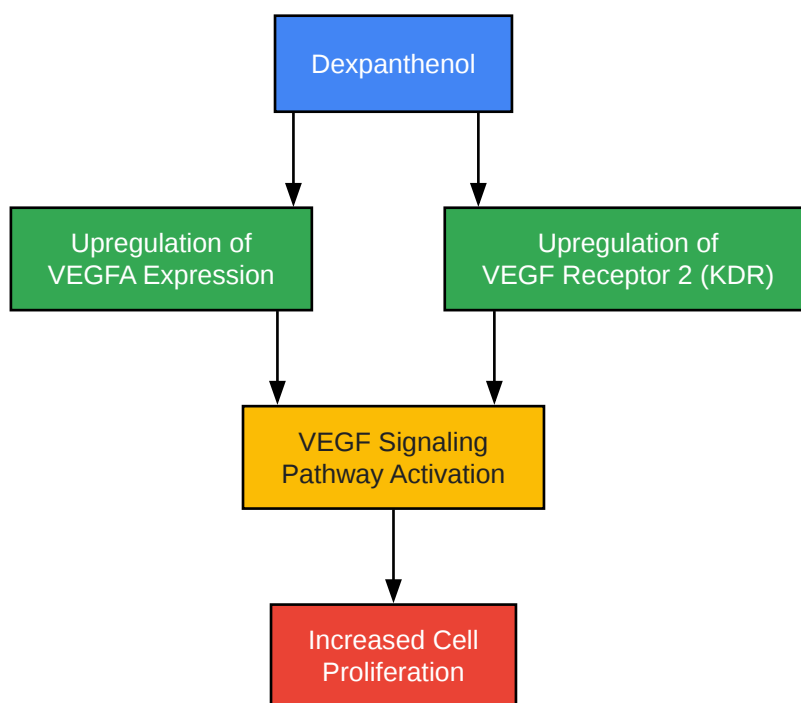 Dexpanthenol
Upregulation of
VEGFA Expression
Upregulation of
VEGF Receptor 2 (KDR)
VEGF Signaling
Pathway Activation
Increased Cell
Proliferation